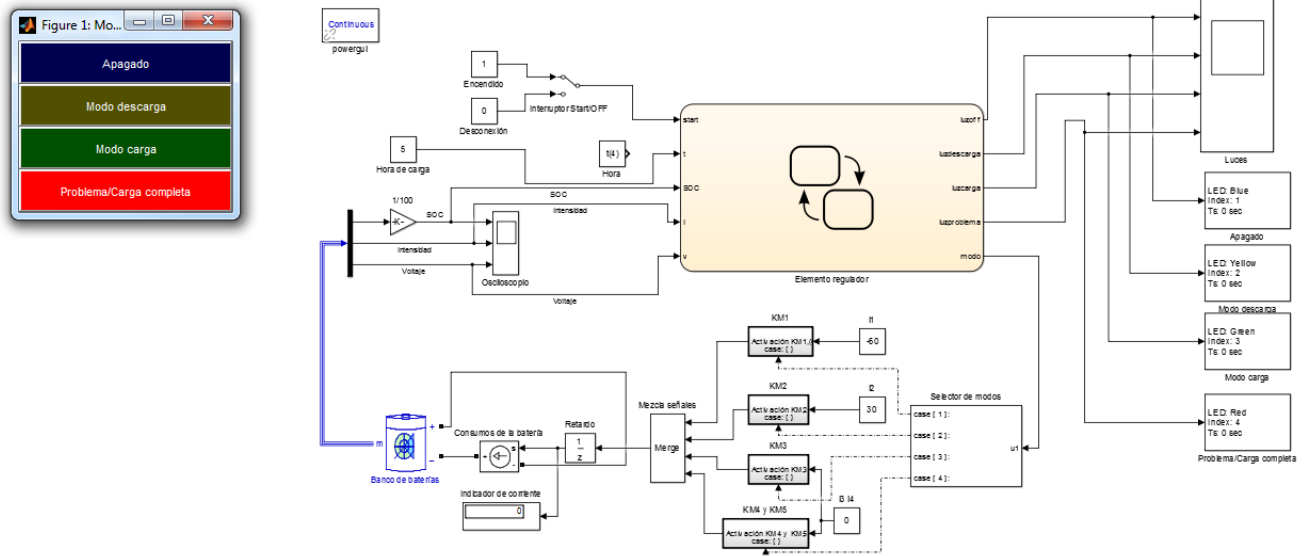 Figure 1: Mo...
Apagado
Modo descarga
Modo carga
Problema/Carga completa
Continuous
powergui
1
Encendido
0
Desconexión
Interruptor Start/OFF
5
Hora de carga
t(4)
Hora
1/100
-K-
SOC
SOC
Intensidad
Intensidad
Voltaje
Voltaje
Osciloscopio
start
t
SOC
I
v
luzoff
luzdescarga
luzcarga
luzproblema
modo
Elemento regulador
Luces
LED: Blue
Index: 1
Ts: 0 sec
Apagado
LED: Yellow
Index: 2
Ts: 0 sec
Modo descarga
LED: Green
Index: 3
Ts: 0 sec
Modo carga
LED: Red
Index: 4
Ts: 0 sec
Problema/Carga completa
KM1
Activación KM1,(
case: { }
I1
-60
KM2
Activación KM2
case: { }
I2
30
KM3
Activación KM3
case: { }
KM4 y KM5
Activación KM4 y KM5
case: { }
I3 I4
0
Selector de modos
case [ 1 ]:
case [ 2 ]:
case [ 3 ]:
case [ 4 ]:
u1
Mezcla señales
Merge
Retardo
1
z
Consumos de la batería
s
+
-
+
−
m
Banco de baterías
Indicador de corriente
0